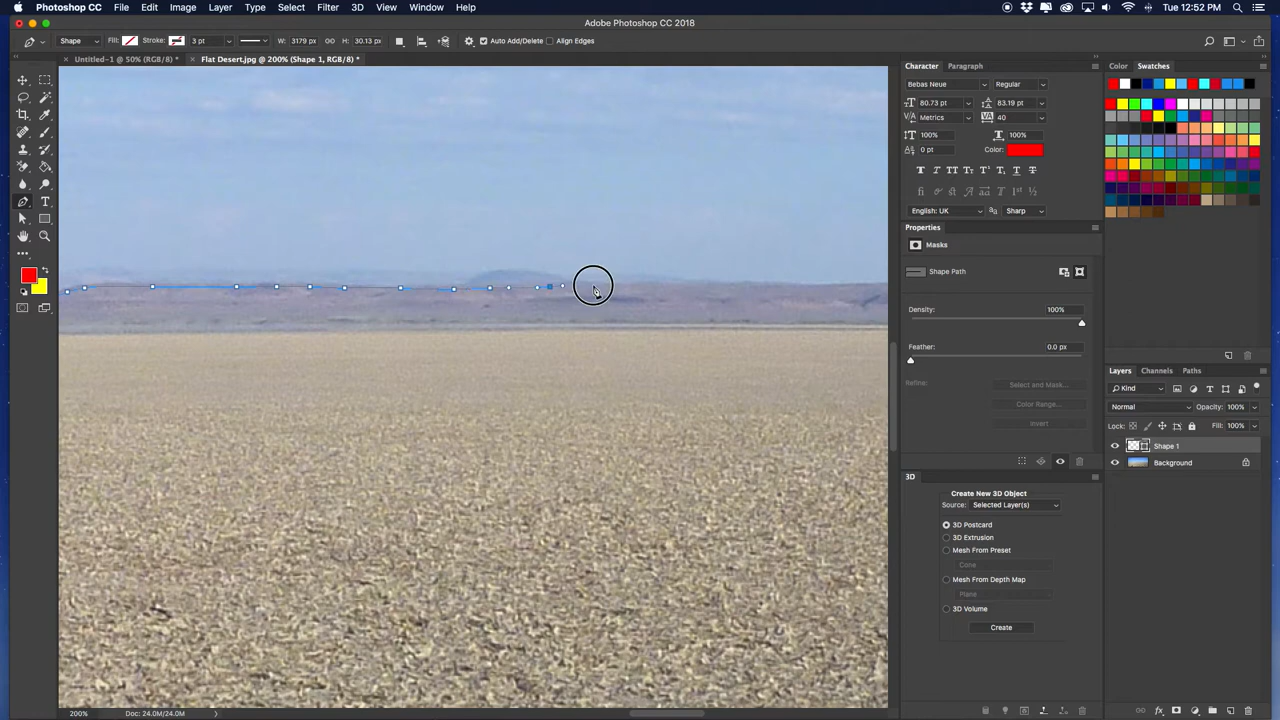 Photoshop CC File Edit Image Layer Type Select Filter 3D View Window Help Tue 12:52 PM
Adobe Photoshop CC 2018
Shape Fill: Stroke: 3 pt W: 3179 px H: 30.13 px Auto Add/Delete Align Edges
Untitled-1 @ 50% (RGB/8) * Flat Desert.jpg @ 200% (Shape 1, RGB/8) *
Character Paragraph
Bebas Neue Regular
80.73 pt 83.19 pt
Metrics 40
100% 100%
0 pt Color:
English: UK Sharp
Properties
Masks
Shape Path
Density: 100%
Feather: 0.0 px
Refine: Select and Mask...
Color Range...
Invert
3D
Create New 3D Object
Source: Selected Layer(s)
3D Postcard
3D Extrusion
Mesh From Preset
Cone
Mesh From Depth Map
Plane
3D Volume
Create
Color Swatches
Layers Channels Paths
Kind
Normal Opacity: 100%
Lock: Fill: 100%
Shape 1
Background
200% Doc: 24.0M/24.0M